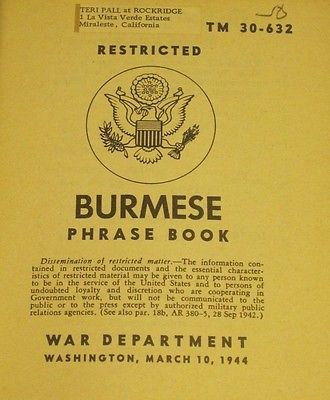 TERI PALL at ROCKRIDGE
1 La Vista Verde Estates
Miraleste, California
TM 30-632
RESTRICTED
BURMESE
PHRASE BOOK
Dissemination of restricted matter.—The information con-
tained in restricted documents and the essential character-
istics of restricted material may be given to any person known
to be in the service of the United States and to persons of
undoubted loyalty and discretion who are cooperating in
Government work, but will not be communicated to the
public or to the press except by authorized military public
relations agencies. (See also par. 18b, AR 380-5, 28 Sep 1942.)
WAR DEPARTMENT
WASHINGTON, MARCH 10, 1944